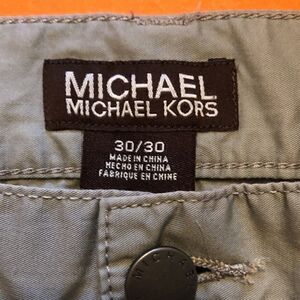 MICHAEL
MICHAEL KORS
30/30
MADE IN CHINA
HECHO EN CHINA
FABRIQUE EN CHINE